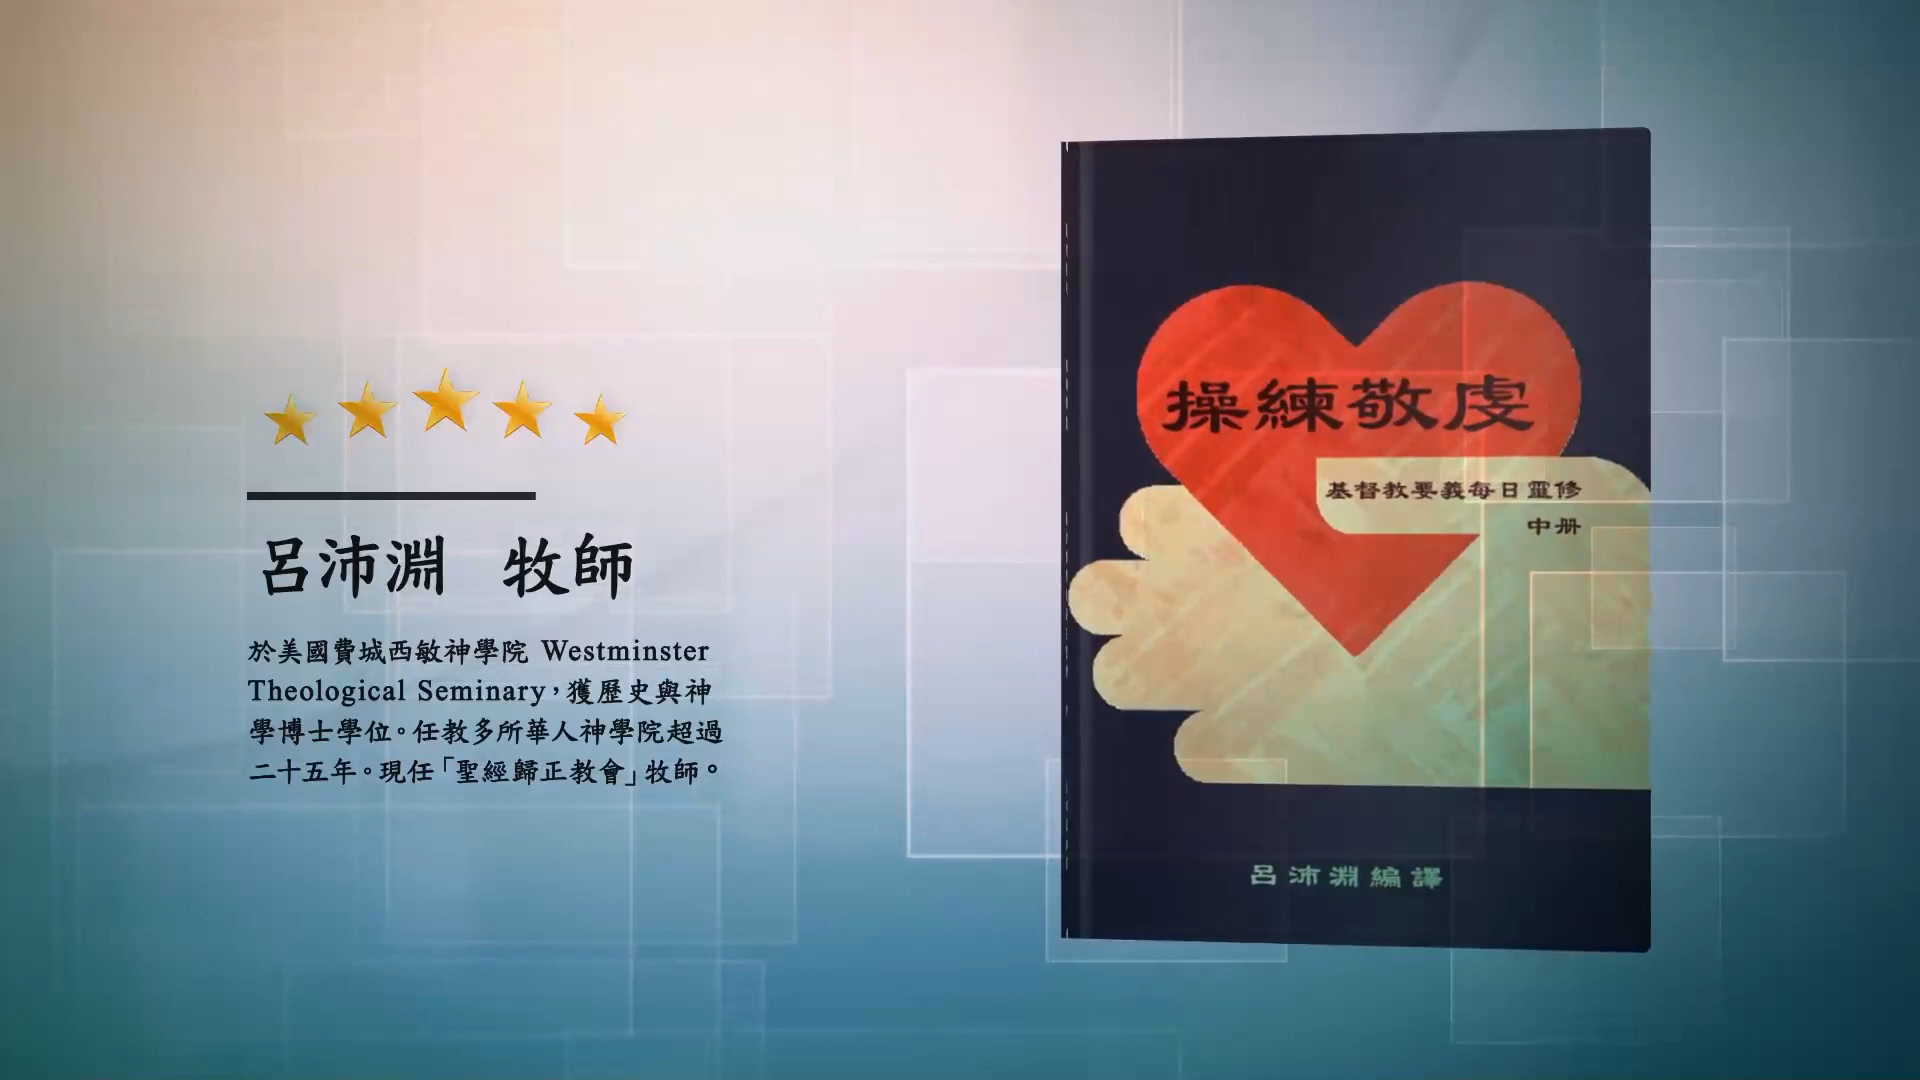 呂沛淵 牧師
於美國費城西敏神學院 Westminster
Theological Seminary，獲歷史與神
學博士學位。任教多所華人神學院超過
二十五年。現任「聖經歸正教會」牧師。
操練敬虔
基督教要義每日靈修
中册
呂沛淵編譯